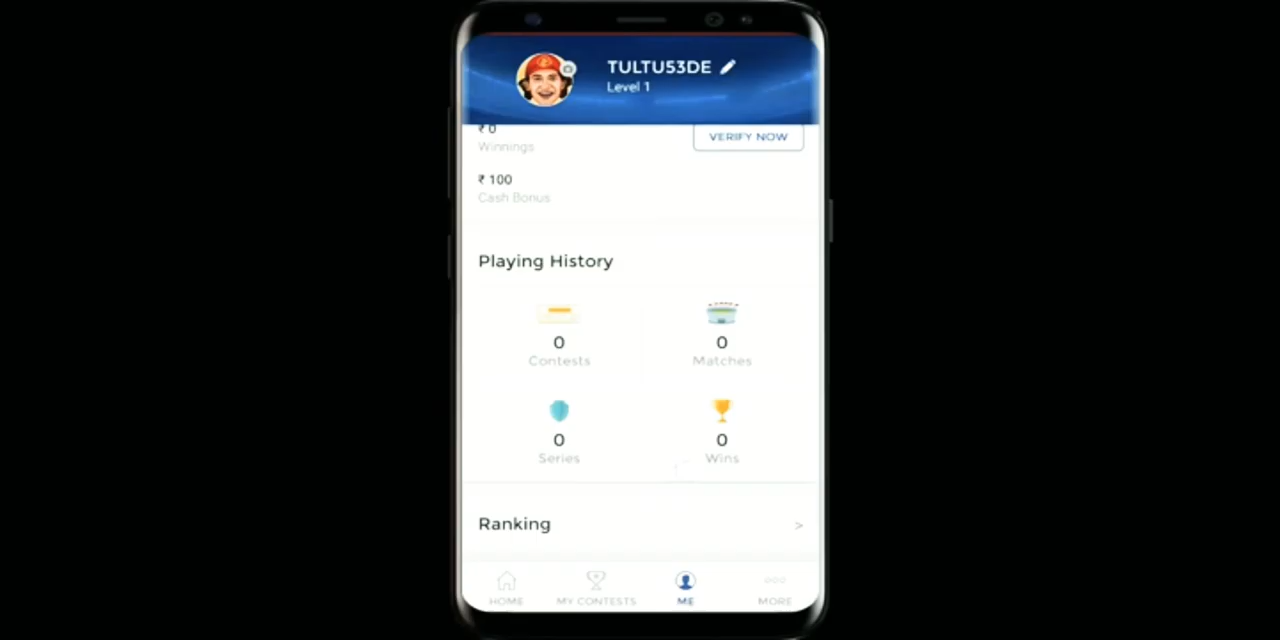 TULTU53DE
Level 1
₹ 0
Winnings
VERIFY NOW
₹ 100
Cash Bonus
Playing History
0
Contests
0
Matches
0
Series
0
Wins
Ranking
>
HOME
MY CONTESTS
ME
MORE